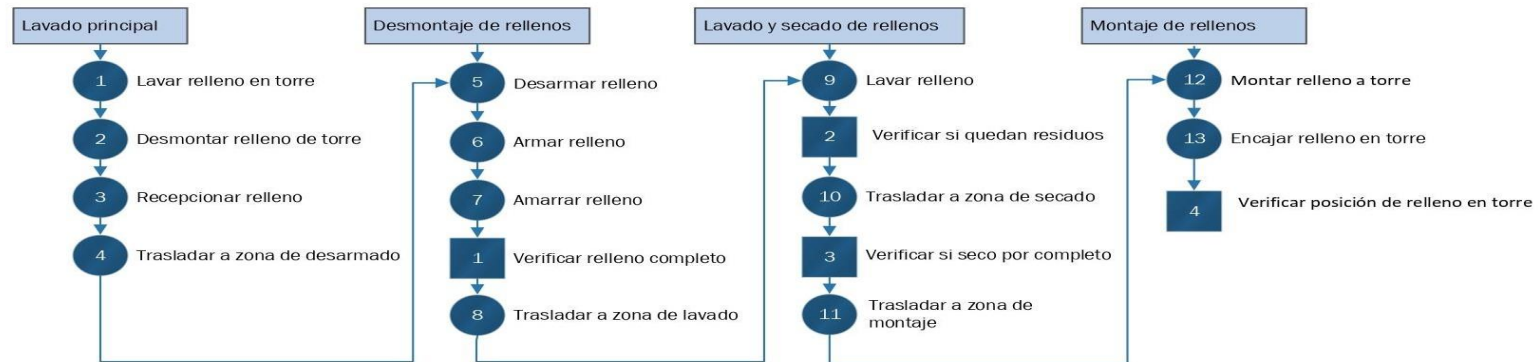 Lavado principal
1 Lavar relleno en torre
2 Desmontar relleno de torre
3 Recepcionar relleno
4 Trasladar a zona de desarmado
Desmontaje de rellenos
5 Desarmar relleno
6 Armar relleno
7 Amarrar relleno
1 Verificar relleno completo
8 Trasladar a zona de lavado
Lavado y secado de rellenos
9 Lavar relleno
2 Verificar si quedan residuos
10 Trasladar a zona de secado
3 Verificar si seco por completo
11 Trasladar a zona de
montaje
Montaje de rellenos
12 Montar relleno a torre
13 Encajar relleno en torre
4 Verificar posición de relleno en torre